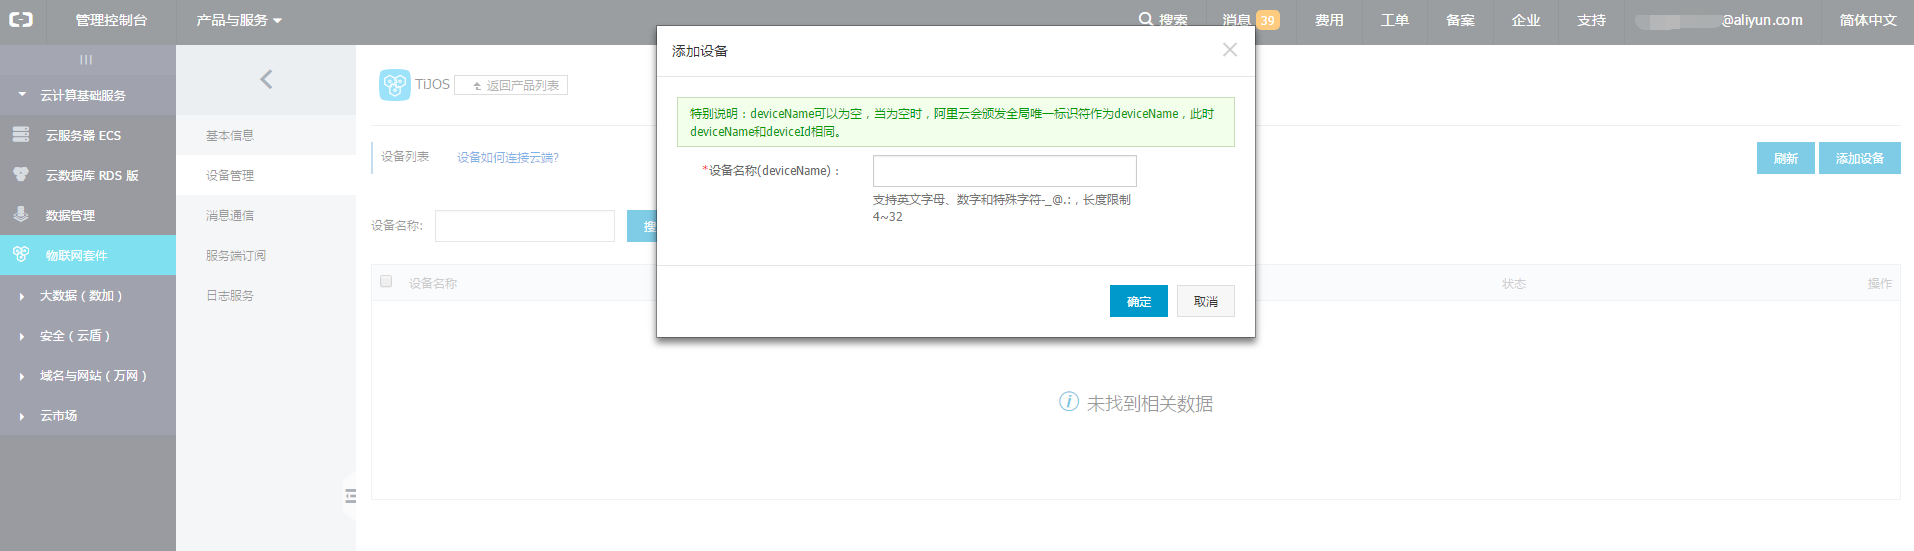 管理控制台
产品与服务
搜索
消息 39
费用
工单
备案
企业
支持
@aliyun.com
简体中文
云计算基础服务
云服务器 ECS
云数据库 RDS 版
数据管理
物联网套件
大数据（数加）
安全（云盾）
域名与网站（万网）
云市场
基本信息
设备管理
消息通信
服务端订阅
日志服务
TiJOS
返回产品列表
设备列表
设备如何连接云端?
刷新
添加设备
设备名称:
搜
设备名称
状态
操作
未找到相关数据
添加设备
特别说明：deviceName可以为空，当为空时，阿里云会颁发全局唯一标识符作为deviceName，此时
deviceName和deviceId相同。
*设备名称(deviceName)：
支持英文字母、数字和特殊字符-_@.:，长度限制
4~32
确定
取消